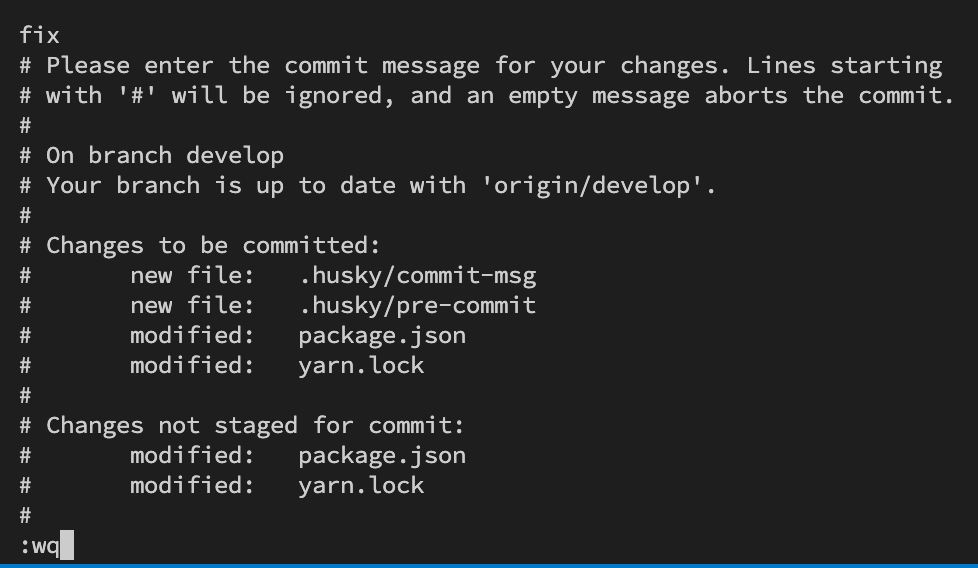 fix
# Please enter the commit message for your changes. Lines starting
# with '#' will be ignored, and an empty message aborts the commit.
#
# On branch develop
# Your branch is up to date with 'origin/develop'.
#
# Changes to be committed:
#       new file:   .husky/commit-msg
#       new file:   .husky/pre-commit
#       modified:   package.json
#       modified:   yarn.lock
#
# Changes not staged for commit:
#       modified:   package.json
#       modified:   yarn.lock
#
:wq